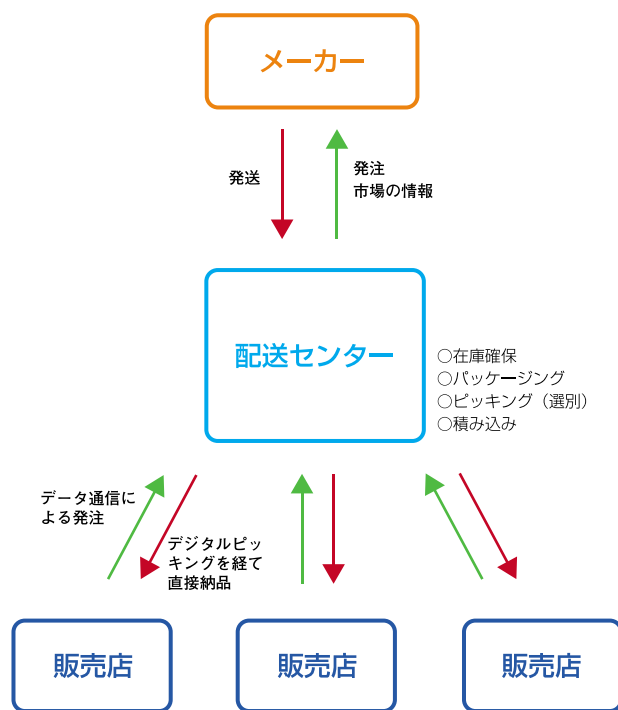 メーカー
発送
発注
市場の情報
配送センター
○在庫確保
○パッケージング
○ピッキング（選別）
○積み込み
データ通信に
よる発注
デジタルピッ
キングを経て
直接納品
販売店
販売店
販売店